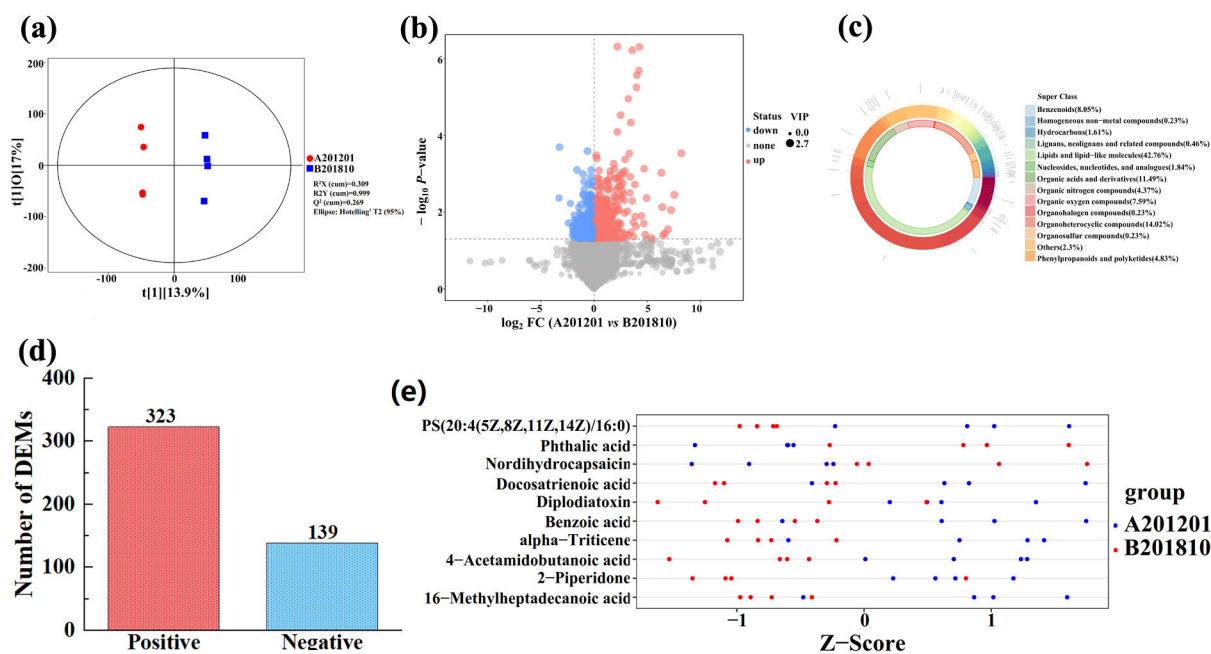 (a)
200
100
0
-100
-200
t[1]O[17%]
-100
0
100
t[1][13.9%]
A201201
B201810
R²X (cum)=0.309
R2Y (cum)=0.999
Q² (cum)=0.269
Ellipse: Hotelling' T2 (95%)
(b)
6
4
2
0
− log₁₀ P−value
−10
−5
0
5
10
log₂ FC (A201201 vs B201810)
Status
down
none
up
VIP
0.0
2.7
(c)
Super Class
Benzenoids(8.05%)
Homogeneous non−metal compounds(0.23%)
Hydrocarbons(1.61%)
Lignans, neolignans and related compounds(0.46%)
Lipids and lipid−like molecules(42.76%)
Nucleosides, nucleotides, and analogues(1.84%)
Organic acids and derivatives(11.49%)
Organic nitrogen compounds(4.37%)
Organic oxygen compounds(7.59%)
Organohalogen compounds(0.23%)
Organoheterocyclic compounds(14.02%)
Organosulfur compounds(0.23%)
Others(2.3%)
Phenylpropanoids and polyketides(4.83%)
(d)
400
300
200
100
0
Number of DEMs
323
139
Positive
Negative
(e)
PS(20:4(5Z,8Z,11Z,14Z)/16:0)
Phthalic acid
Nordihydrocapsaicin
Docosatrienoic acid
Diplodiatoxin
Benzoic acid
alpha−Triticene
4−Acetamidobutanoic acid
2−Piperidone
16−Methylheptadecanoic acid
−1
0
1
Z−Score
group
A201201
B201810